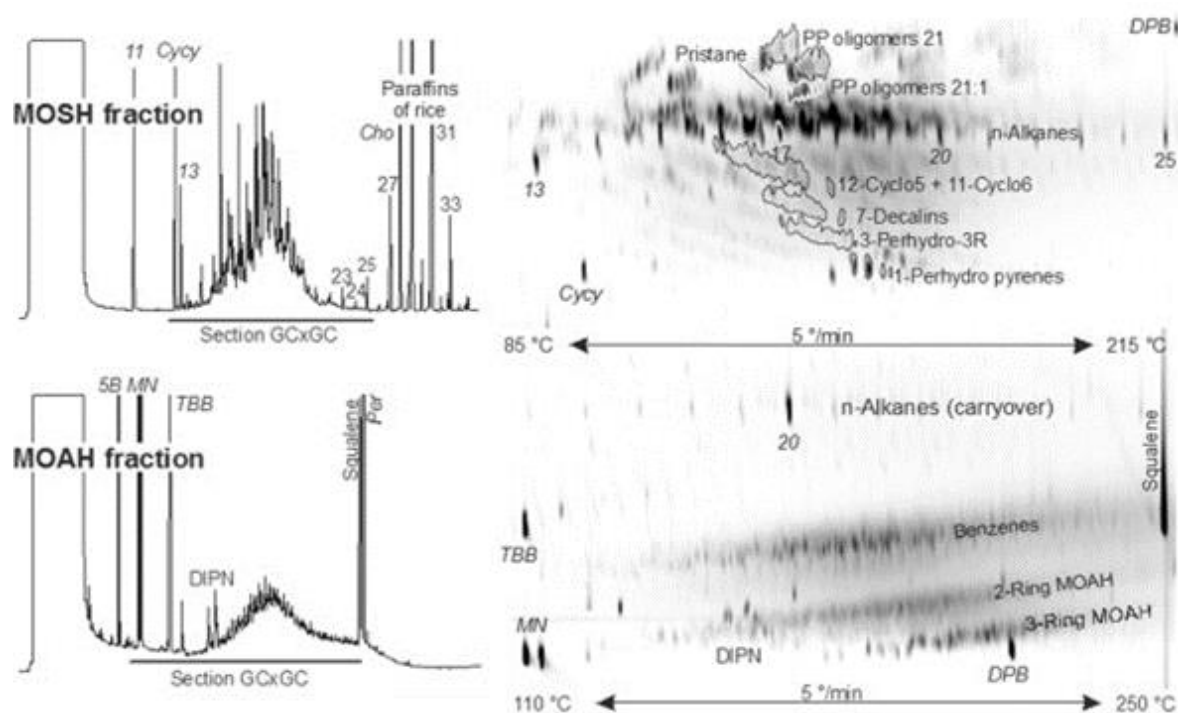 11 Cycy
MOSH fraction
13
Paraffins
of rice
Cho
31
27
33
23
24
25
Section GCxGC
DPB
PP oligomers 21
Pristane
PP oligomers 21:1
n-Alkanes
17
20
25
13
12-Cyclo5 + 11-Cyclo6
7-Decalins
3-Perhydro-3R
1-Perhydro pyrenes
Cycy
85 °C
5 °/min
215 °C
5B MN
TBB
MOAH fraction
Squalene
Per
DIPN
Section GCxGC
n-Alkanes (carryover)
20
Squalene
TBB
Benzenes
2-Ring MOAH
3-Ring MOAH
MN
DIPN
DPB
110 °C
5 °/min
250 °C